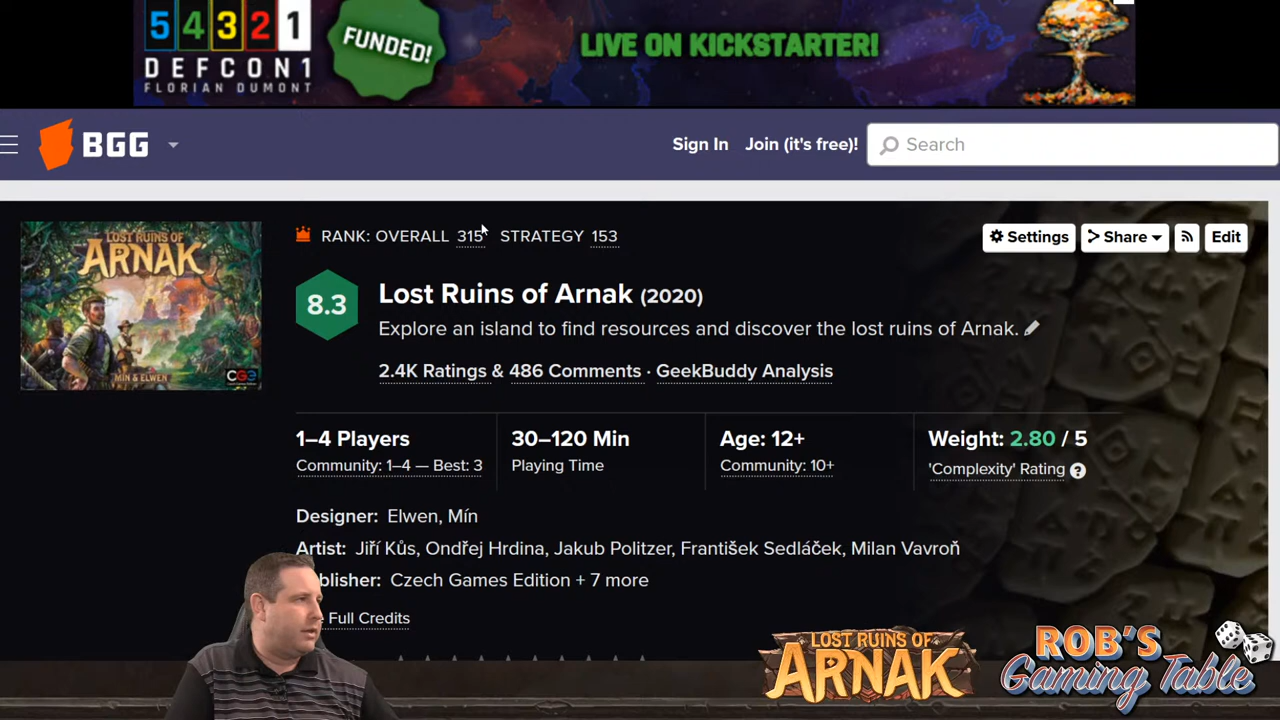 5 4 3 2 1
DEFCON1
FLORIAN DUMONT
FUNDED!
LIVE ON KICKSTARTER!
BGG
Sign In Join (it's free)! Search
LOST RUINS OF
ARNAK
MIN & ELWEN
CGE
RANK: OVERALL 315 STRATEGY 153
Settings Share Edit
8.3
Lost Ruins of Arnak (2020)
Explore an island to find resources and discover the lost ruins of Arnak.
2.4K Ratings & 486 Comments · GeekBuddy Analysis
1–4 Players
Community: 1–4 — Best: 3
30–120 Min
Playing Time
Age: 12+
Community: 10+
Weight: 2.80 / 5
'Complexity' Rating ?
Designer: Elwen, Mín
Artist: Jiří Kůs, Ondřej Hrdina, Jakub Politzer, František Sedláček, Milan Vavroň
blisher: Czech Games Edition + 7 more
Full Credits
LOST RUINS OF
ARNAK
ROB'S
Gaming Table